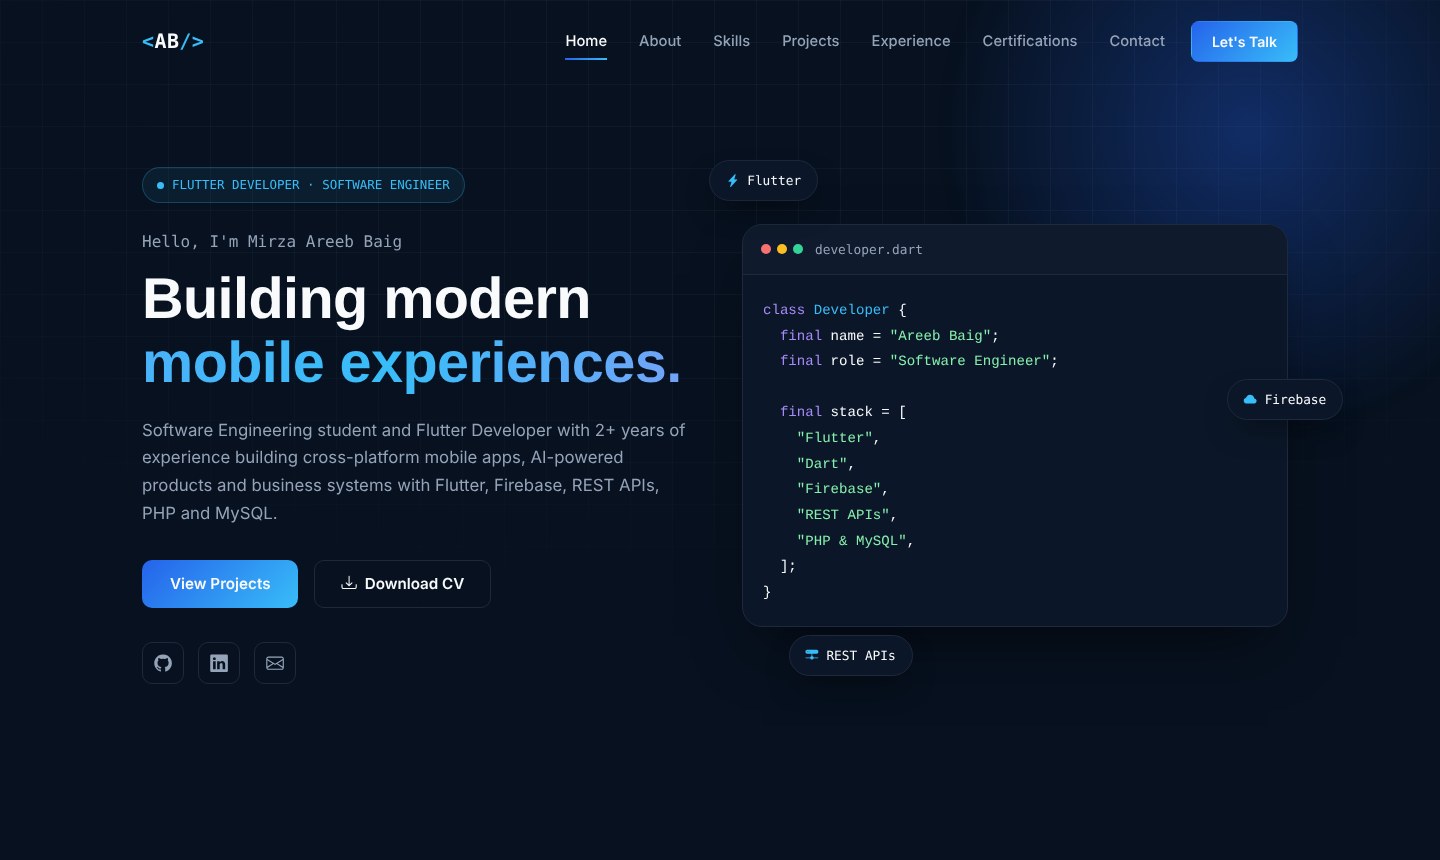 <AB/>
Home About Skills Projects Experience Certifications Contact Let's Talk
FLUTTER DEVELOPER · SOFTWARE ENGINEER
Hello, I'm Mirza Areeb Baig
Building modern
mobile experiences.
Software Engineering student and Flutter Developer with 2+ years of
experience building cross-platform mobile apps, AI-powered
products and business systems with Flutter, Firebase, REST APIs,
PHP and MySQL.
View Projects
Download CV
Flutter
developer.dart
class Developer {
  final name = "Areeb Baig";
  final role = "Software Engineer";

  final stack = [
    "Flutter",
    "Dart",
    "Firebase",
    "REST APIs",
    "PHP & MySQL",
  ];
}
Firebase
REST APIs